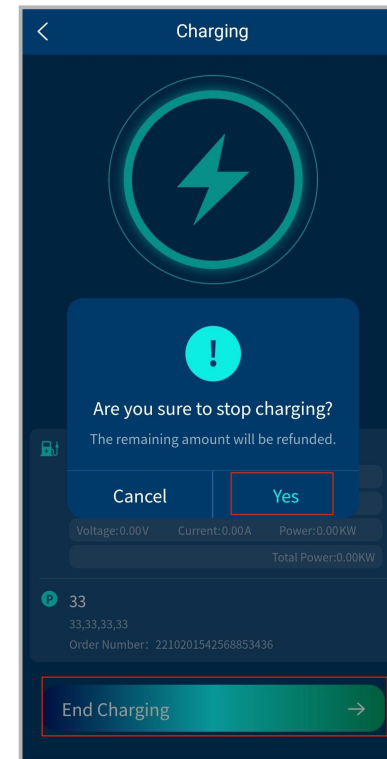 Charging
!
Are you sure to stop charging?
The remaining amount will be refunded.
Cancel Yes
Voltage:0.00V Current:0.00A Power:0.00KW
Total Power:0.00KW
P 33
33,33,33,33
Order Number: 2210201542568853436
End Charging →